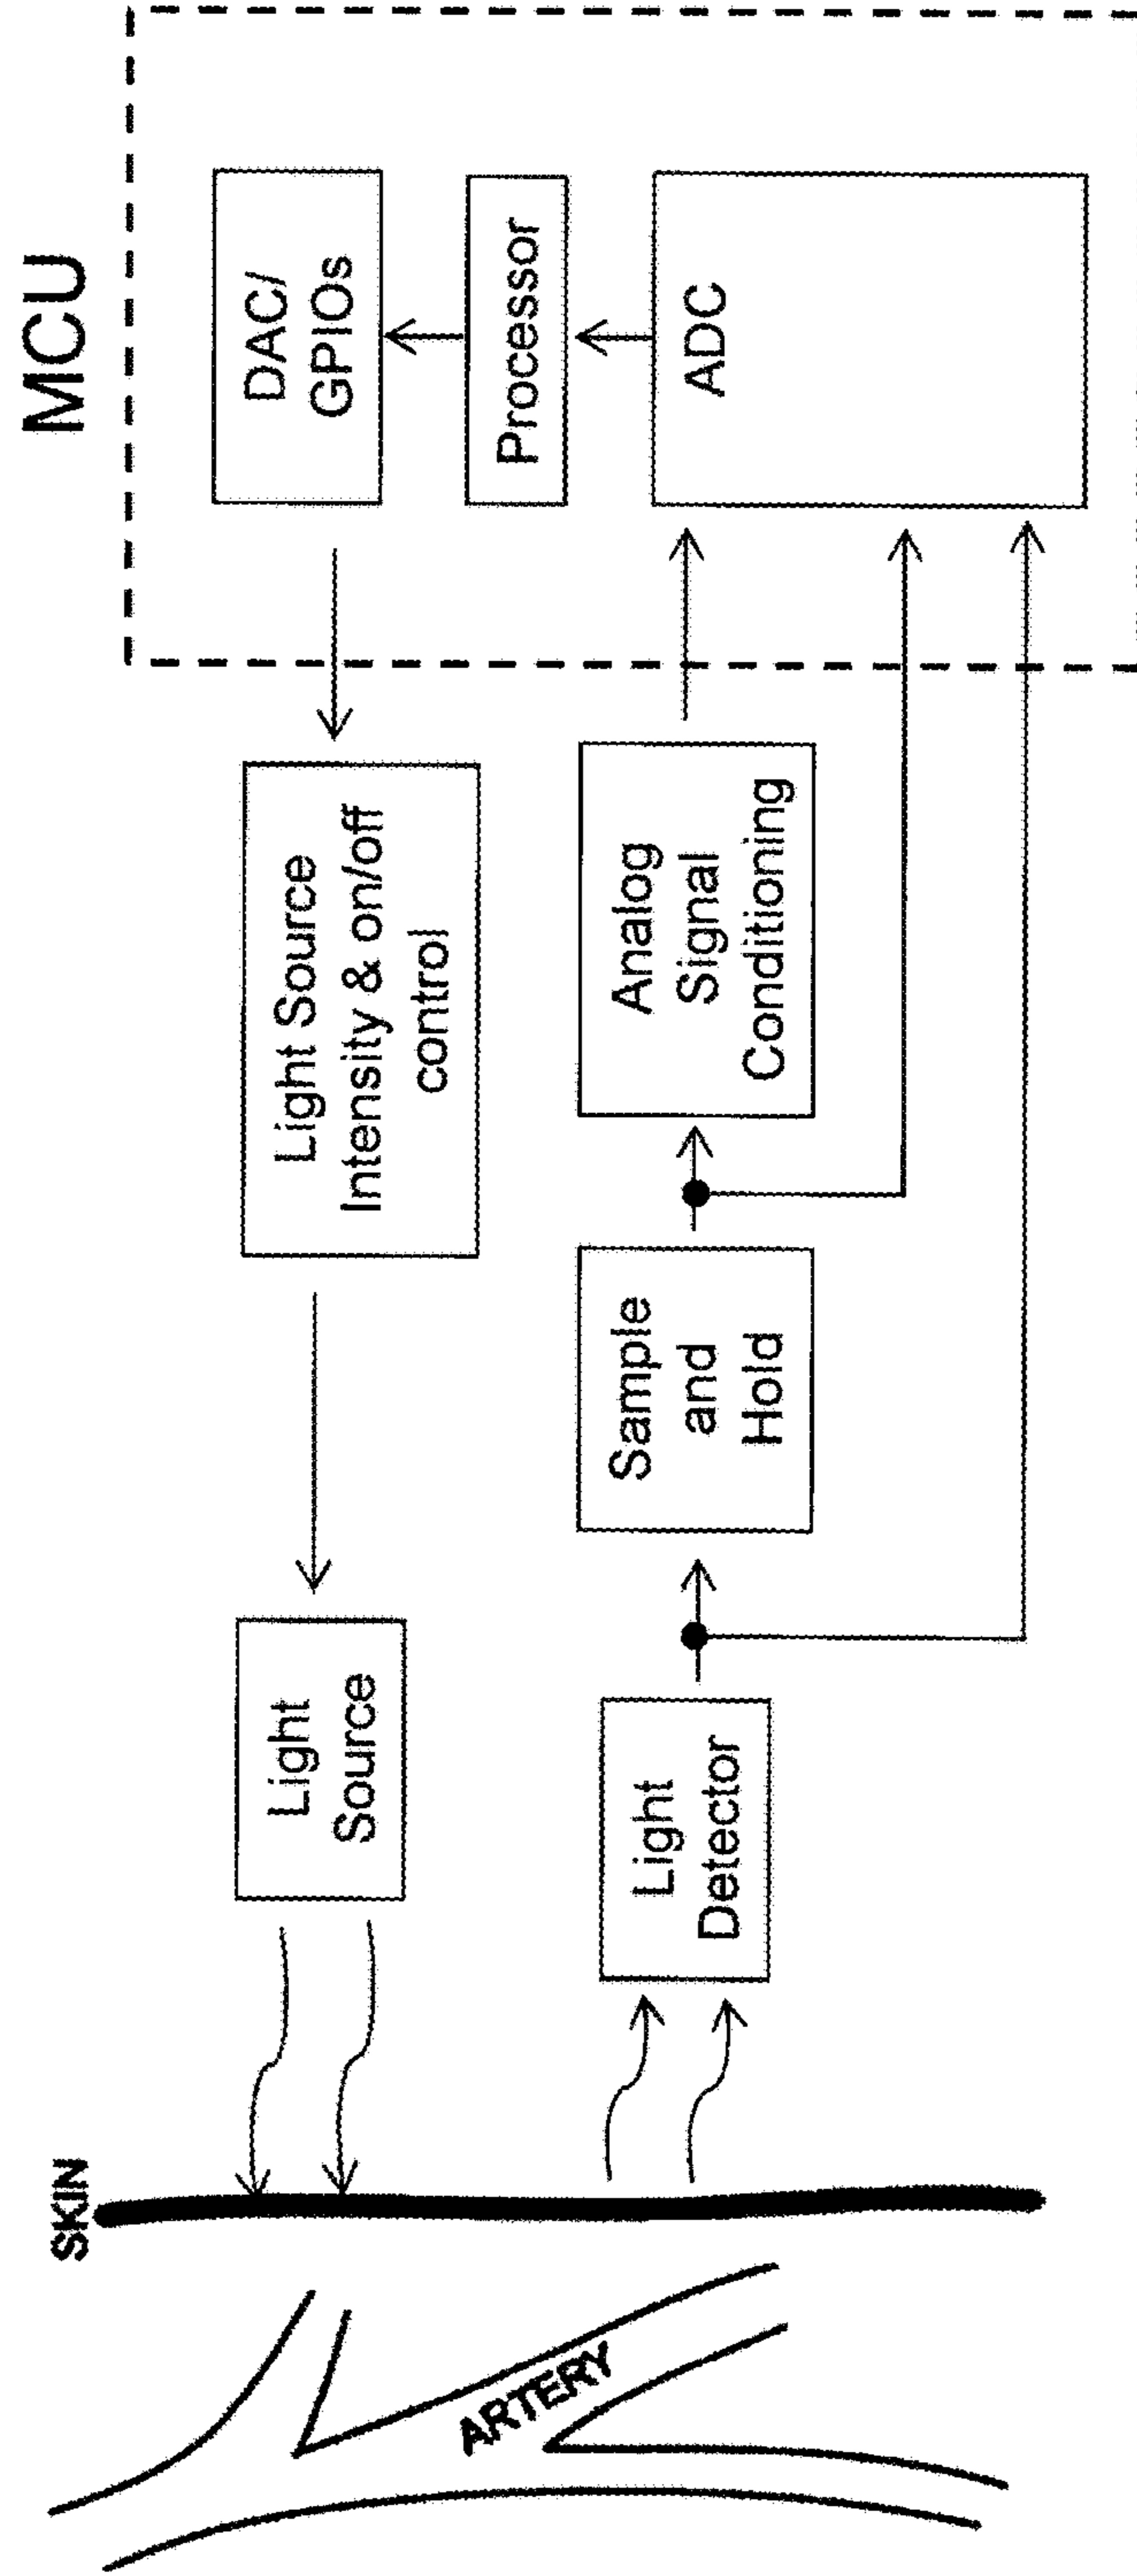 MCU
SKIN
Light
Source
Light Source
Intensity & on/off
control
DAC/
GPIOs
Processor
ARTERY
Light
Detector
Sample
and
Hold
Analog
Signal
Conditioning
ADC